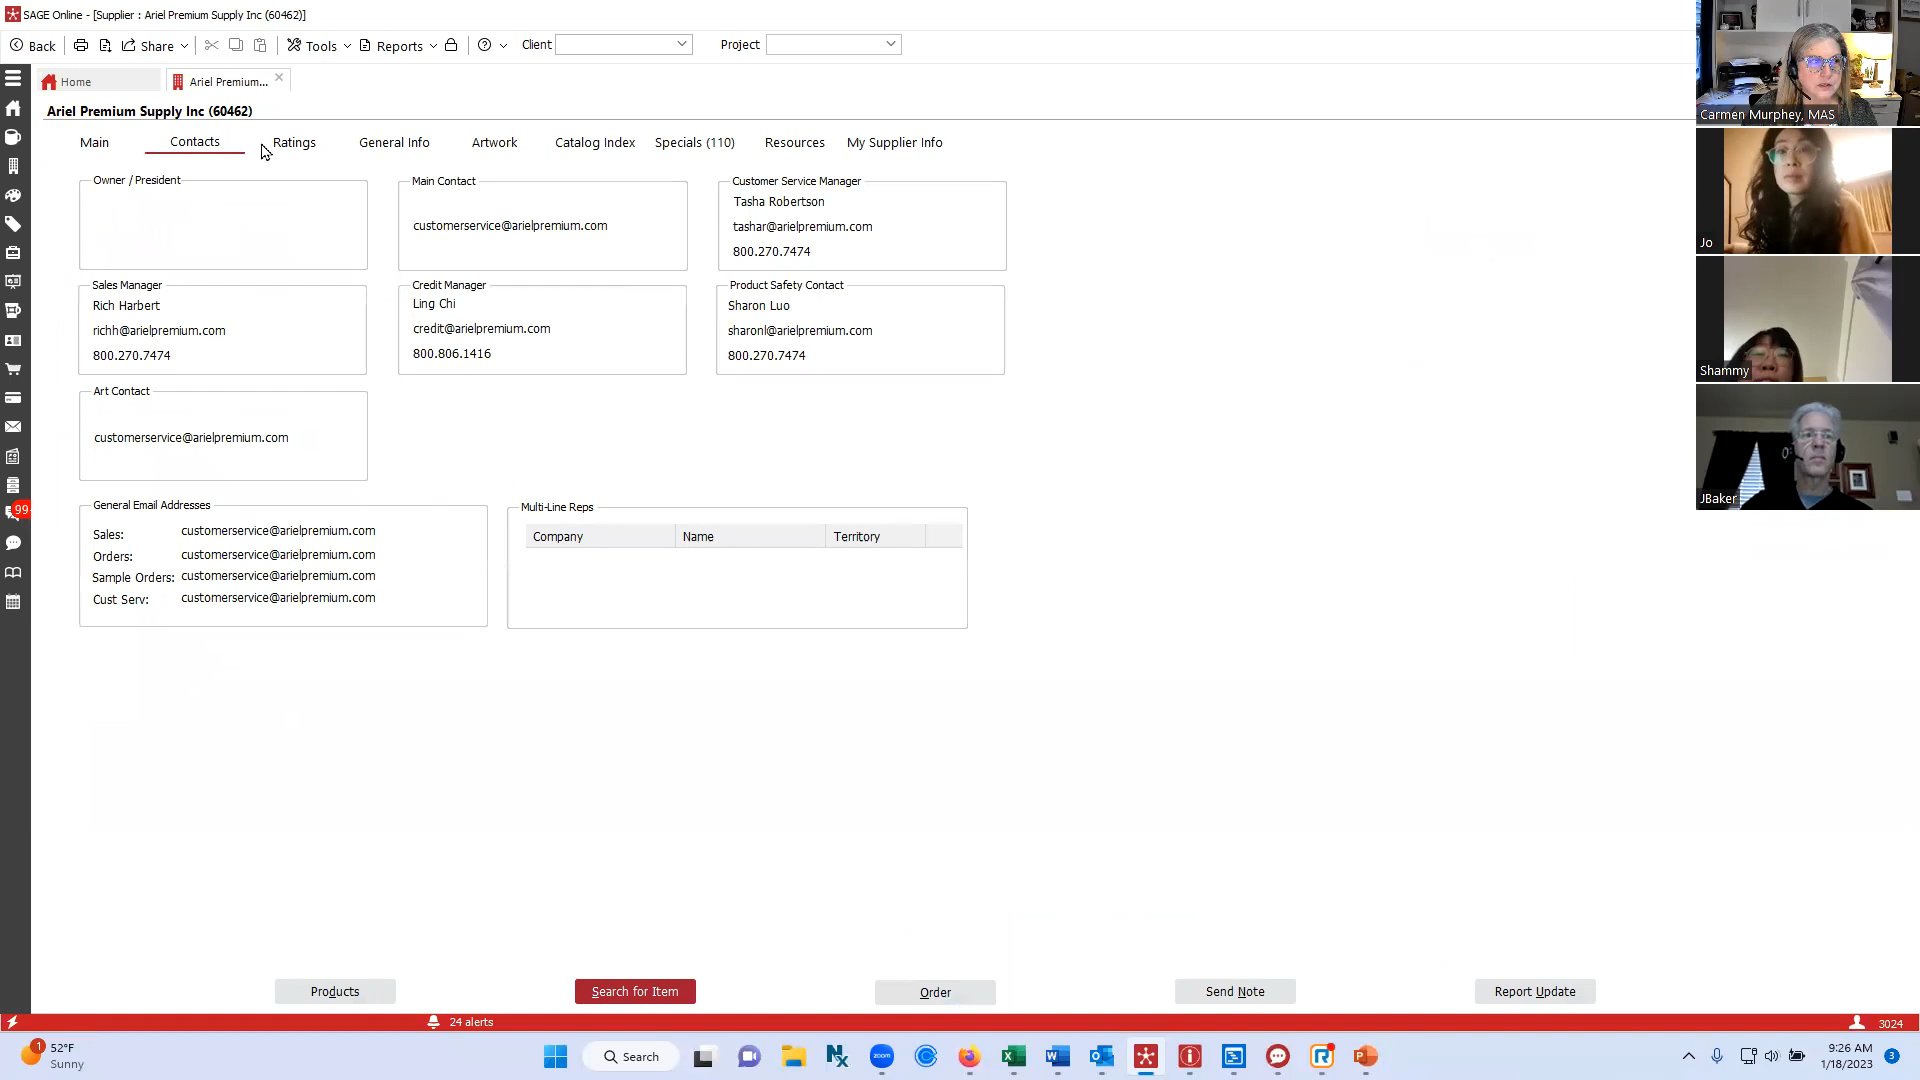 SAGE Online - [Supplier : Ariel Premium Supply Inc (60462)]
Back Share Tools Reports Client Project
Home Ariel Premium...
Ariel Premium Supply Inc (60462)
Main Contacts Ratings General Info Artwork Catalog Index Specials (110) Resources My Supplier Info
Owner / President
Main Contact
customerservice@arielpremium.com
Customer Service Manager
Tasha Robertson
tashar@arielpremium.com
800.270.7474
Sales Manager
Rich Harbert
richh@arielpremium.com
800.270.7474
Credit Manager
Ling Chi
credit@arielpremium.com
800.806.1416
Product Safety Contact
Sharon Luo
sharonl@arielpremium.com
800.270.7474
Art Contact
customerservice@arielpremium.com
General Email Addresses
Sales: customerservice@arielpremium.com
Orders: customerservice@arielpremium.com
Sample Orders: customerservice@arielpremium.com
Cust Serv: customerservice@arielpremium.com
Multi-Line Reps
Company Name Territory
Products Search for Item Order Send Note Report Update
99
24 alerts
3024
Carmen Murphey, MAS
Jo
Shammy
JBaker
1
52°F
Sunny
Search
zoom
9:26 AM
1/18/2023
3